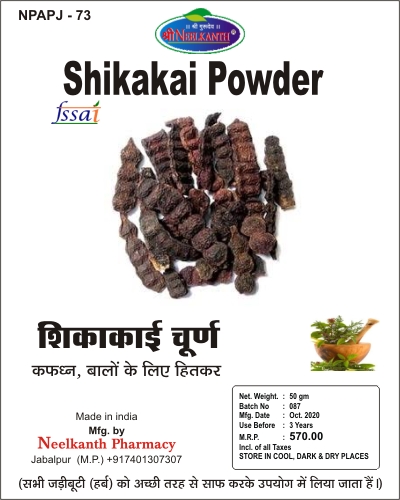 NPAPJ - 73
॥ श्री गुरूदेव ॥
श्री NEELKANTH
Shikakai Powder
fssai
शिकाकाई चूर्ण
कफध्न, बालों के लिए हितकर
Made in india
Mfg. by
Neelkanth Pharmacy
Jabalpur (M.P.) +917401307307
Net. Weight. : 50 gm
Batch No : 087
Mfg. Date : Oct. 2020
Use Before : 3 Years
M.R.P. : 570.00
Incl. of all Taxes
STORE IN COOL, DARK & DRY PLACES
(सभी जड़ीबूटी (हर्ब) को अच्छी तरह से साफ करके उपयोग में लिया जाता हैं।)